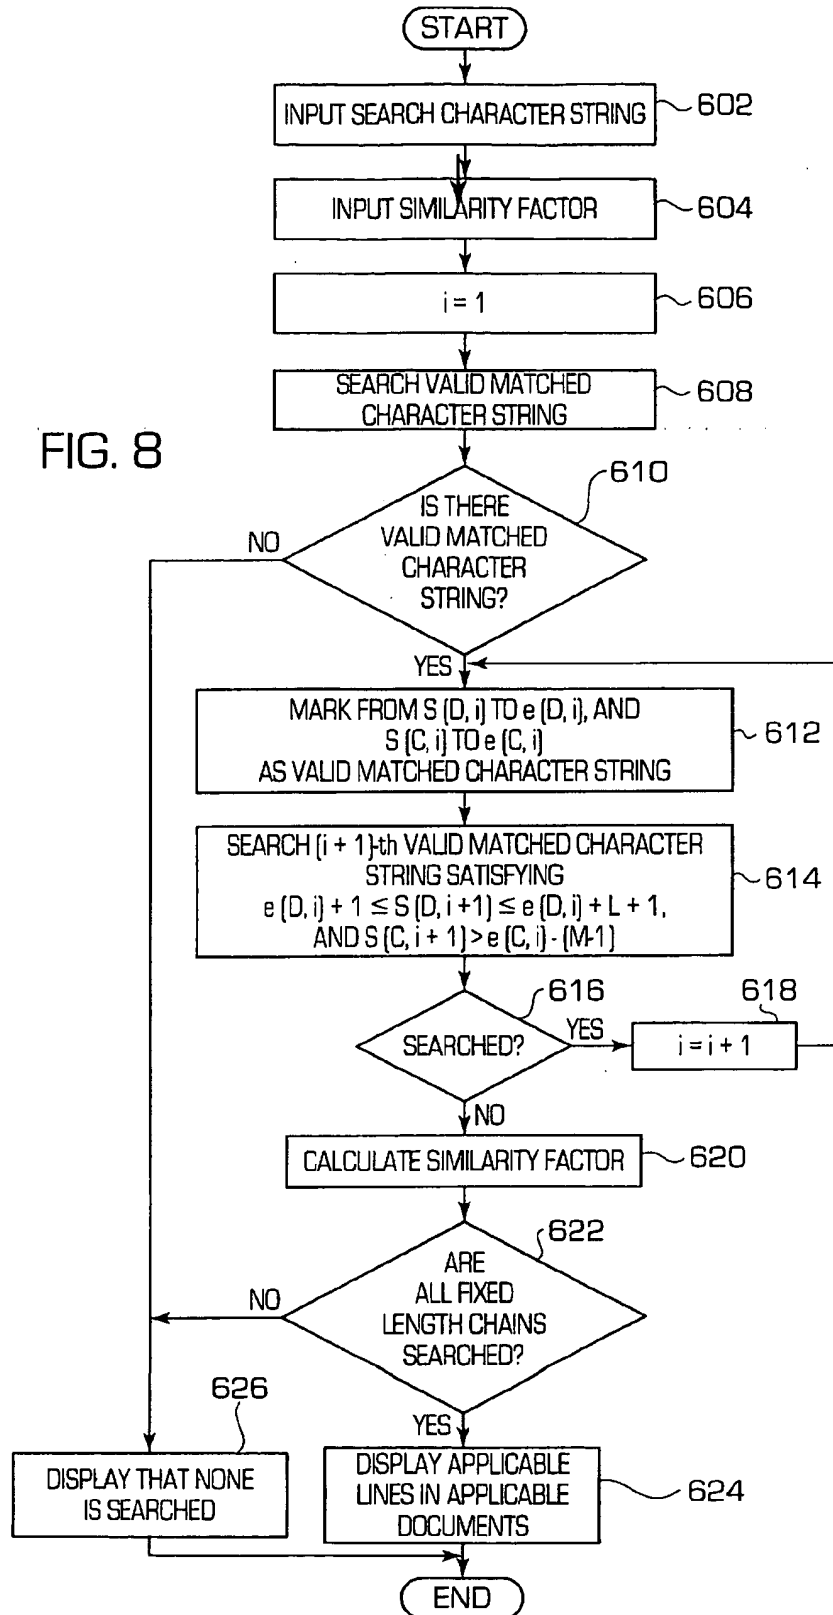 START
INPUT SEARCH CHARACTER STRING
602
INPUT SIMILARITY FACTOR
604
i = 1
606
SEARCH VALID MATCHED
CHARACTER STRING
608
FIG. 8
610
IS THERE
VALID MATCHED
CHARACTER
STRING?
NO
YES
MARK FROM S (D, i) TO e (D, i), AND
S (C, i) TO e (C, i)
AS VALID MATCHED CHARACTER STRING
612
SEARCH (i + 1)-th VALID MATCHED CHARACTER
STRING SATISFYING
e (D, i) + 1 ≤ S (D, i+1) ≤ e (D, i) + L + 1,
AND S (C, i + 1) > e (C, i) - (M-1)
614
616
SEARCHED?
YES
618
i = i + 1
NO
CALCULATE SIMILARITY FACTOR
620
622
ARE
ALL FIXED
LENGTH CHAINS
SEARCHED?
NO
YES
626
DISPLAY THAT NONE
IS SEARCHED
DISPLAY APPLICABLE
LINES IN APPLICABLE
DOCUMENTS
624
END